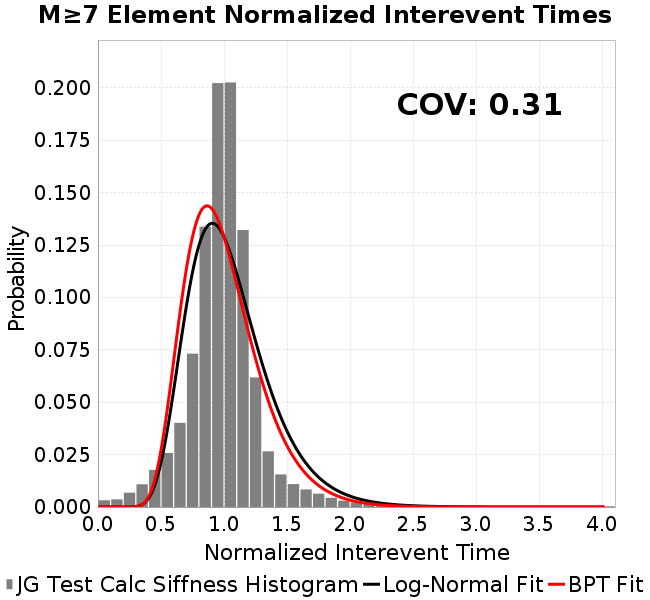 M≥7 Element Normalized Interevent Times
COV: 0.31
Probability
0.200
0.175
0.150
0.125
0.100
0.075
0.050
0.025
0.000
0.0 0.5 1.0 1.5 2.0 2.5 3.0 3.5 4.0
Normalized Interevent Time
JG Test Calc Siffness Histogram Log-Normal Fit BPT Fit